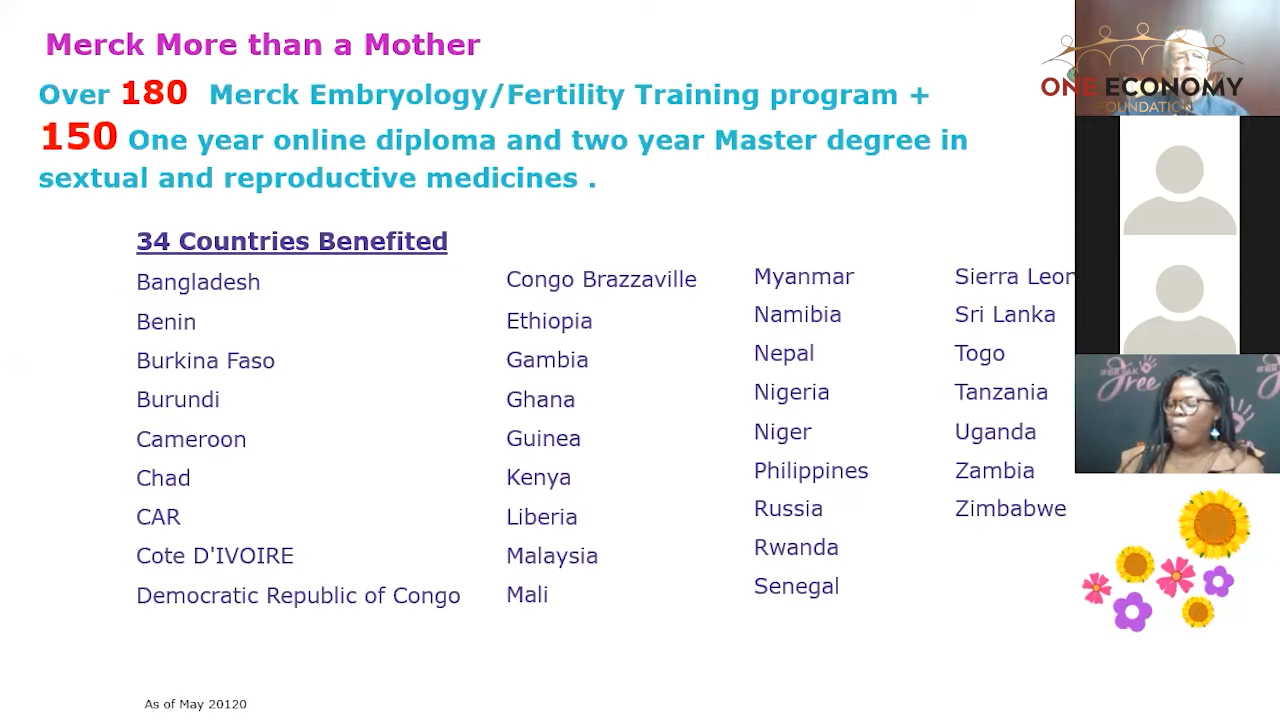 Merck More than a Mother
Over 180 Merck Embryology/Fertility Training program +
150 One year online diploma and two year Master degree in
sextual and reproductive medicines .
34 Countries Benefited
Bangladesh
Benin
Burkina Faso
Burundi
Cameroon
Chad
CAR
Cote D'IVOIRE
Democratic Republic of Congo
Congo Brazzaville
Ethiopia
Gambia
Ghana
Guinea
Kenya
Liberia
Malaysia
Mali
Myanmar
Namibia
Nepal
Nigeria
Niger
Philippines
Russia
Rwanda
Senegal
Sierra Leon
Sri Lanka
Togo
Tanzania
Uganda
Zambia
Zimbabwe
As of May 20120
ONE ECONOMY
FOUNDATION
#BREAK
Free